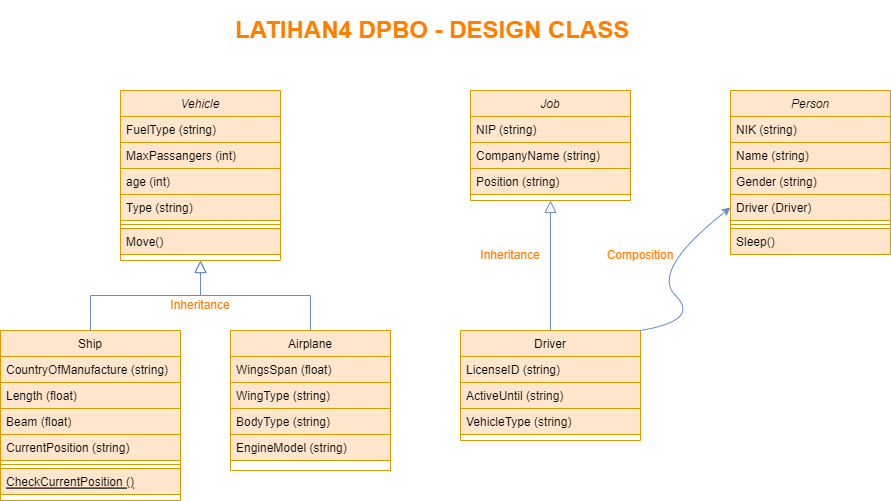 LATIHAN4 DPBO - DESIGN CLASS
Vehicle
FuelType (string)
MaxPassangers (int)
age (int)
Type (string)
Move()
Job
NIP (string)
CompanyName (string)
Position (string)
Person
NIK (string)
Name (string)
Gender (string)
Driver (Driver)
Sleep()
Inheritance
Inheritance
Composition
Ship
CountryOfManufacture (string)
Length (float)
Beam (float)
CurrentPosition (string)
CheckCurrentPosition ()
Airplane
WingsSpan (float)
WingType (string)
BodyType (string)
EngineModel (string)
Driver
LicenseID (string)
ActiveUntil (string)
VehicleType (string)